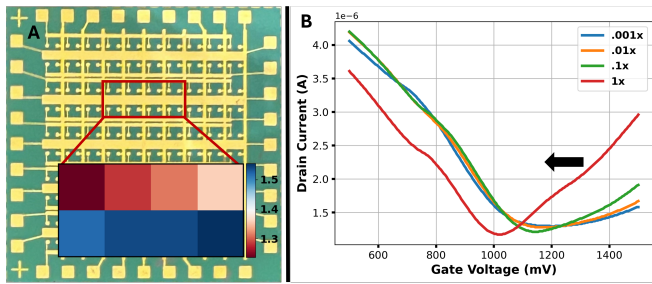 A
1.5
1.4
1.3
B
1e−6
Drain Current (A)
4.0
3.5
3.0
2.5
2.0
1.5
.001x
.01x
.1x
1x
600
800
1000
1200
1400
Gate Voltage (mV)